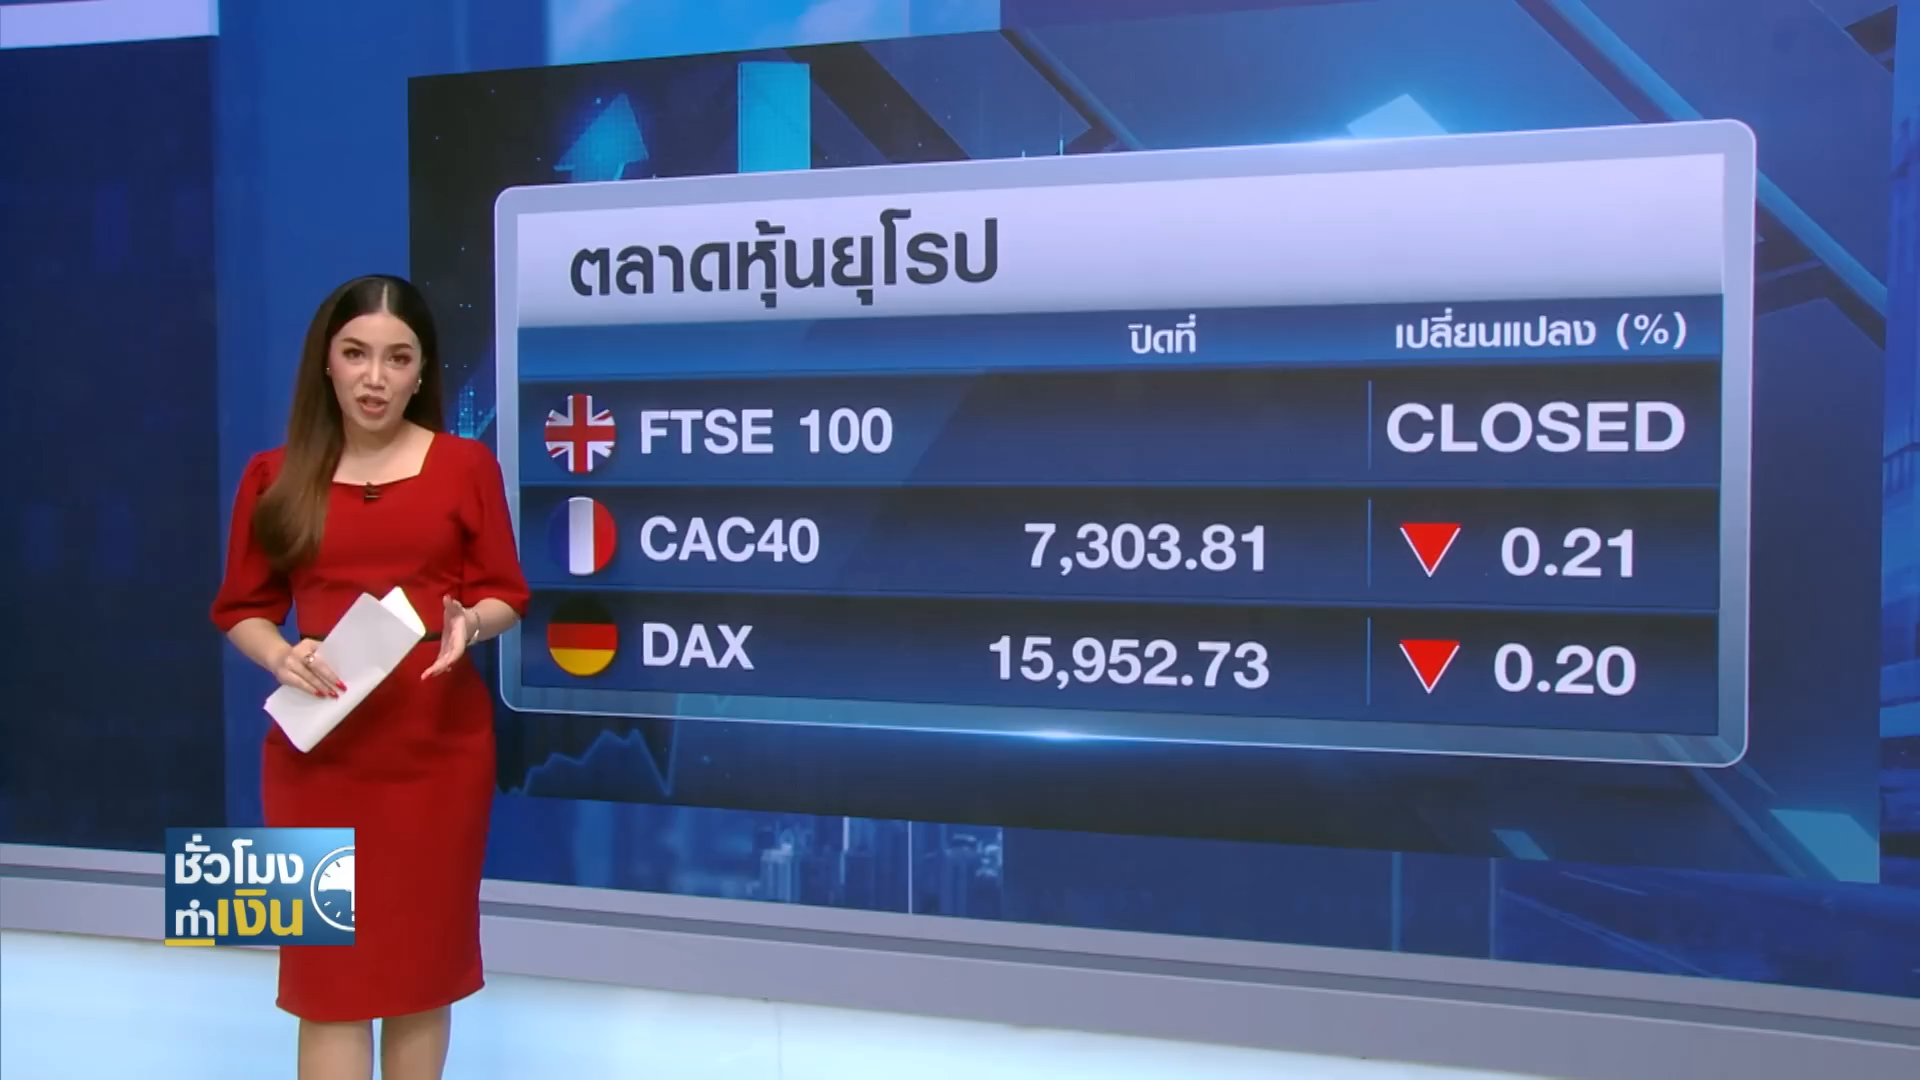 ตลาดหุ้นยุโรป
ปิดที่ เปลี่ยนแปลง (%)
FTSE 100 CLOSED
CAC40 7,303.81 0.21
DAX 15,952.73 0.20
ชั่วโมง
ทำเงิน